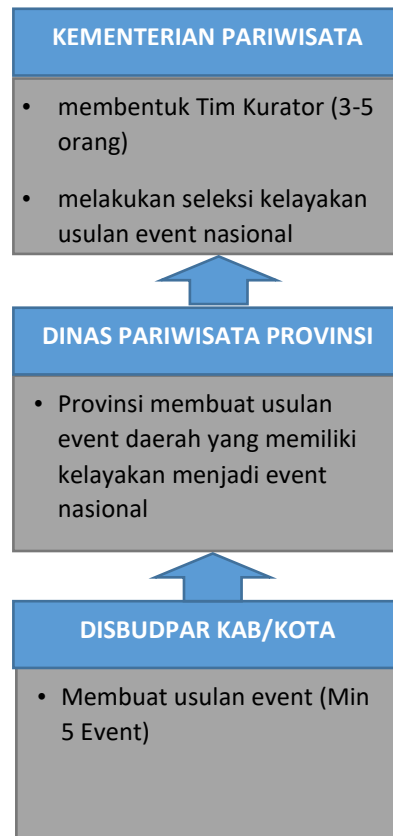 KEMENTERIAN PARIWISATA
• membentuk Tim Kurator (3-5
orang)
• melakukan seleksi kelayakan
usulan event nasional
DINAS PARIWISATA PROVINSI
• Provinsi membuat usulan
event daerah yang memiliki
kelayakan menjadi event
nasional
DISBUDPAR KAB/KOTA
• Membuat usulan event (Min
5 Event)